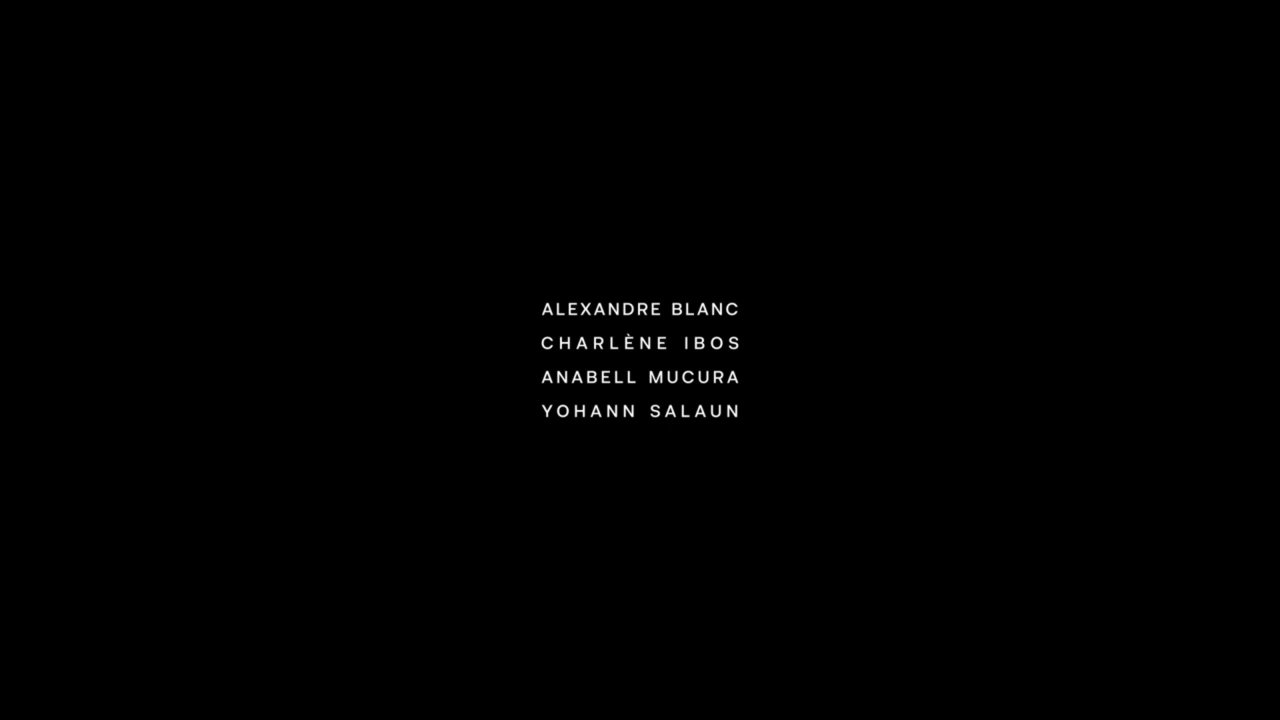 ALEXANDRE BLANC
CHARLÈNE IBOS
ANABELL MUCURA
YOHANN SALAUN